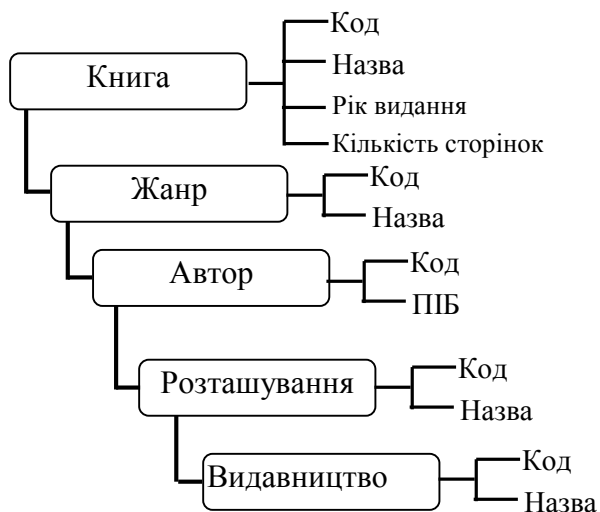 Книга
Код
Назва
Рік видання
Кількість сторінок
Жанр
Код
Назва
Автор
Код
ПІБ
Розташування
Код
Назва
Видавництво
Код
Назва